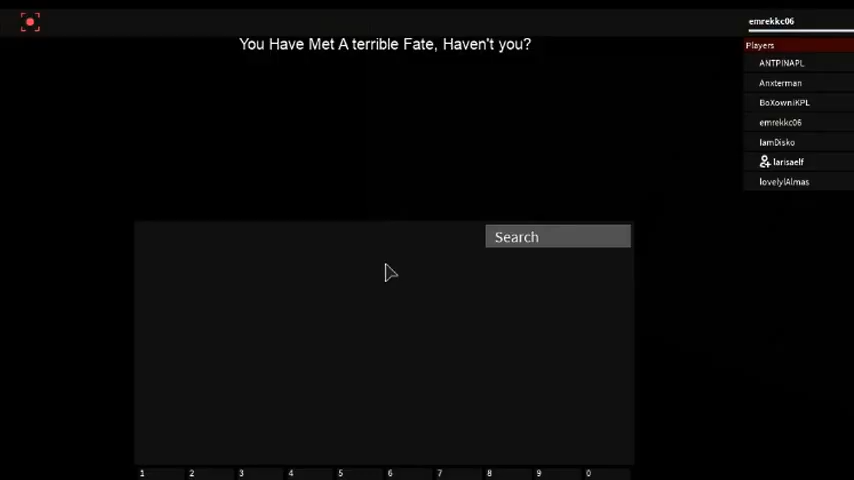 emrekkc06
You Have Met A terrible Fate, Haven't you?
Players
ANTPINAPL
Anxterman
BoXowniKPL
emrekkc06
IamDisko
larisaelf
lovelylAlmas
Search
1 2 3 4 5 6 7 8 9 0